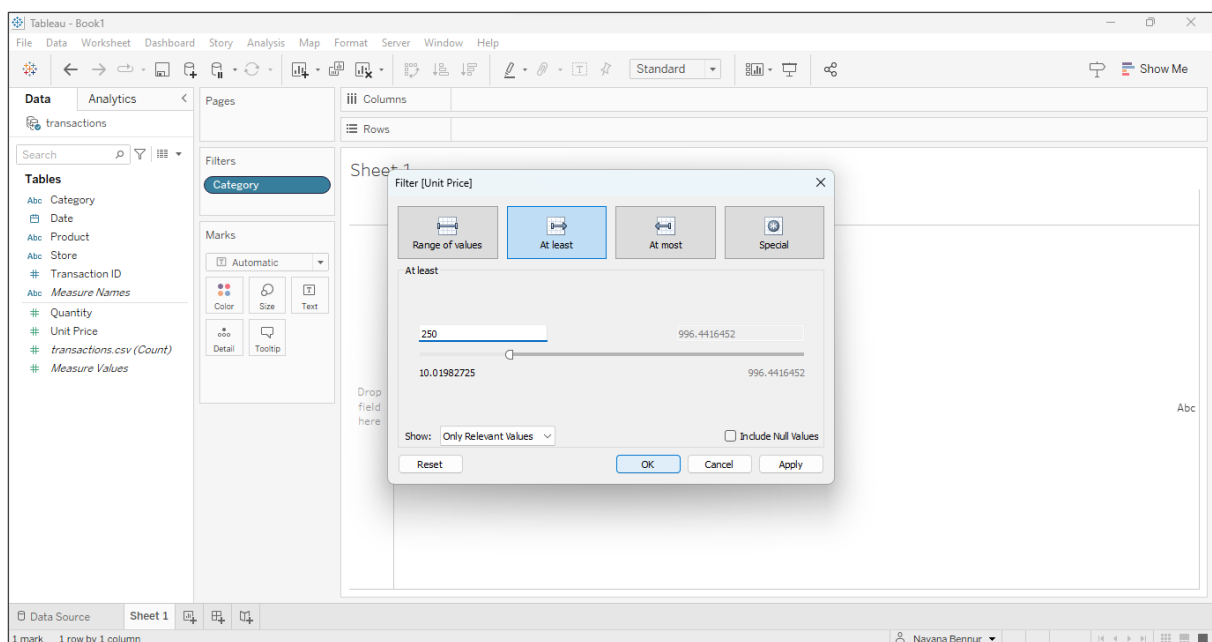 Tableau - Book1
File Data Worksheet Dashboard Story Analysis Map Format Server Window Help
Standard
Show Me
Data Analytics
Pages
Columns
transactions
Rows
Search
Filters
Sheet 1
Tables
Category
Abc Category
Date
Abc Product
Abc Store
# Transaction ID
Abc Measure Names
# Quantity
# Unit Price
# transactions.csv (Count)
# Measure Values
Marks
Automatic
Color Size Text
Detail Tooltip
Filter [Unit Price]
Range of values At least At most Special
At least
250 996.4416452
10.01982725 996.4416452
Show: Only Relevant Values Include Null Values
Reset OK Cancel Apply
Drop
field
here
Abc
Data Source Sheet 1
1 mark 1 row by 1 column Navana Bennur